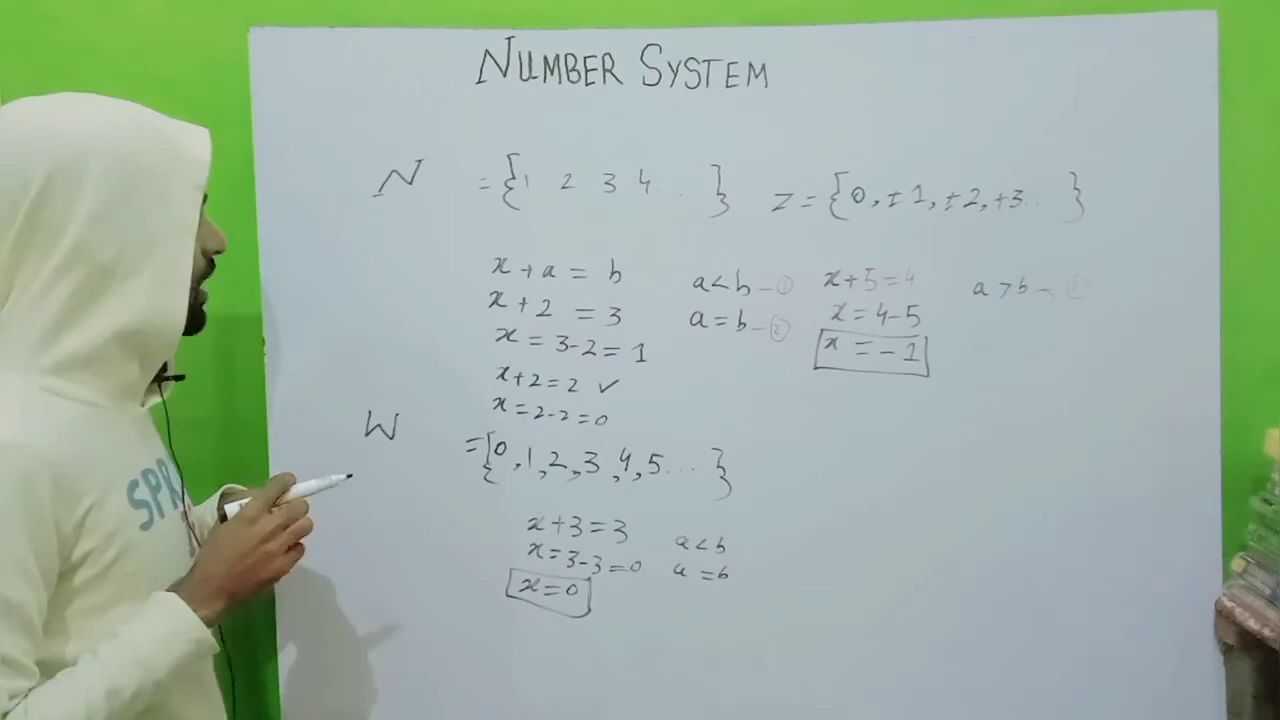 NUMBER SYSTEM
N = { 1 2 3 4 . . }
Z = { 0, ±1, ±2, +3 . . }
x + a = b
x + 2 = 3
x = 3-2 = 1
x+2 = 2 ✓
x = 2-2 = 0
a < b - ①
a = b - ②
x + 5 = 4
x = 4-5
x = -1
a > b -
W = { 0, 1, 2, 3, 4, 5 . . . . }
x + 3 = 3
x = 3-3 = 0
x = 0
a < b
a = b
SPR